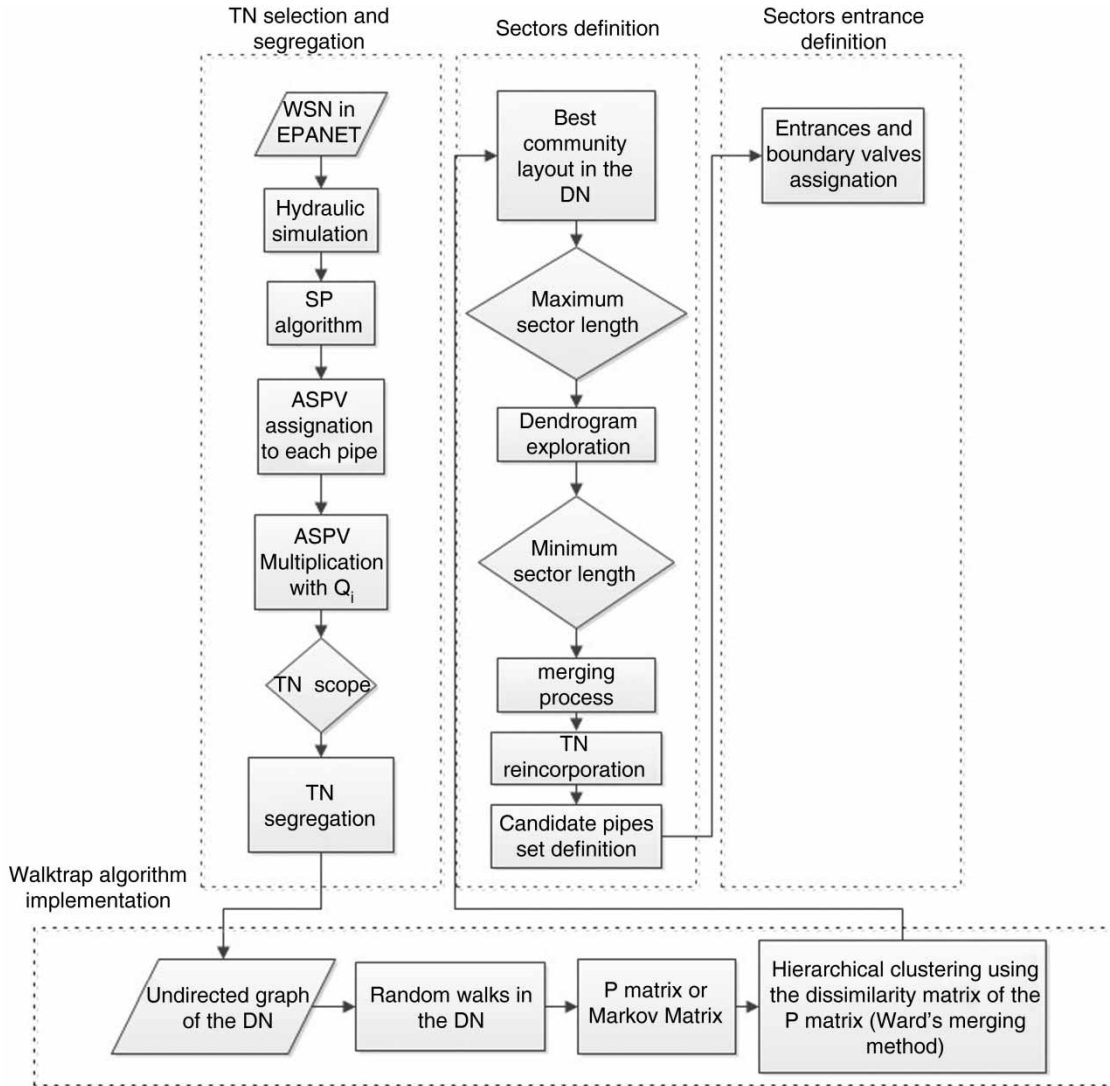 TN selection and
segregation
WSN in
EPANET
Hydraulic
simulation
SP
algorithm
ASPV
assignation
to each pipe
ASPV
Multiplication
with Qi
TN scope
TN
segregation
Sectors definition
Best
community
layout in the
DN
Maximum
sector length
Dendrogram
exploration
Minimum
sector length
merging
process
TN
reincorporation
Candidate pipes
set definition
Sectors entrance
definition
Entrances and
boundary valves
assignation
Walktrap algorithm
implementation
Undirected graph
of the DN
Random walks in
the DN
P matrix or
Markov Matrix
Hierarchical clustering using
the dissimilarity matrix of the
P matrix (Ward's merging
method)